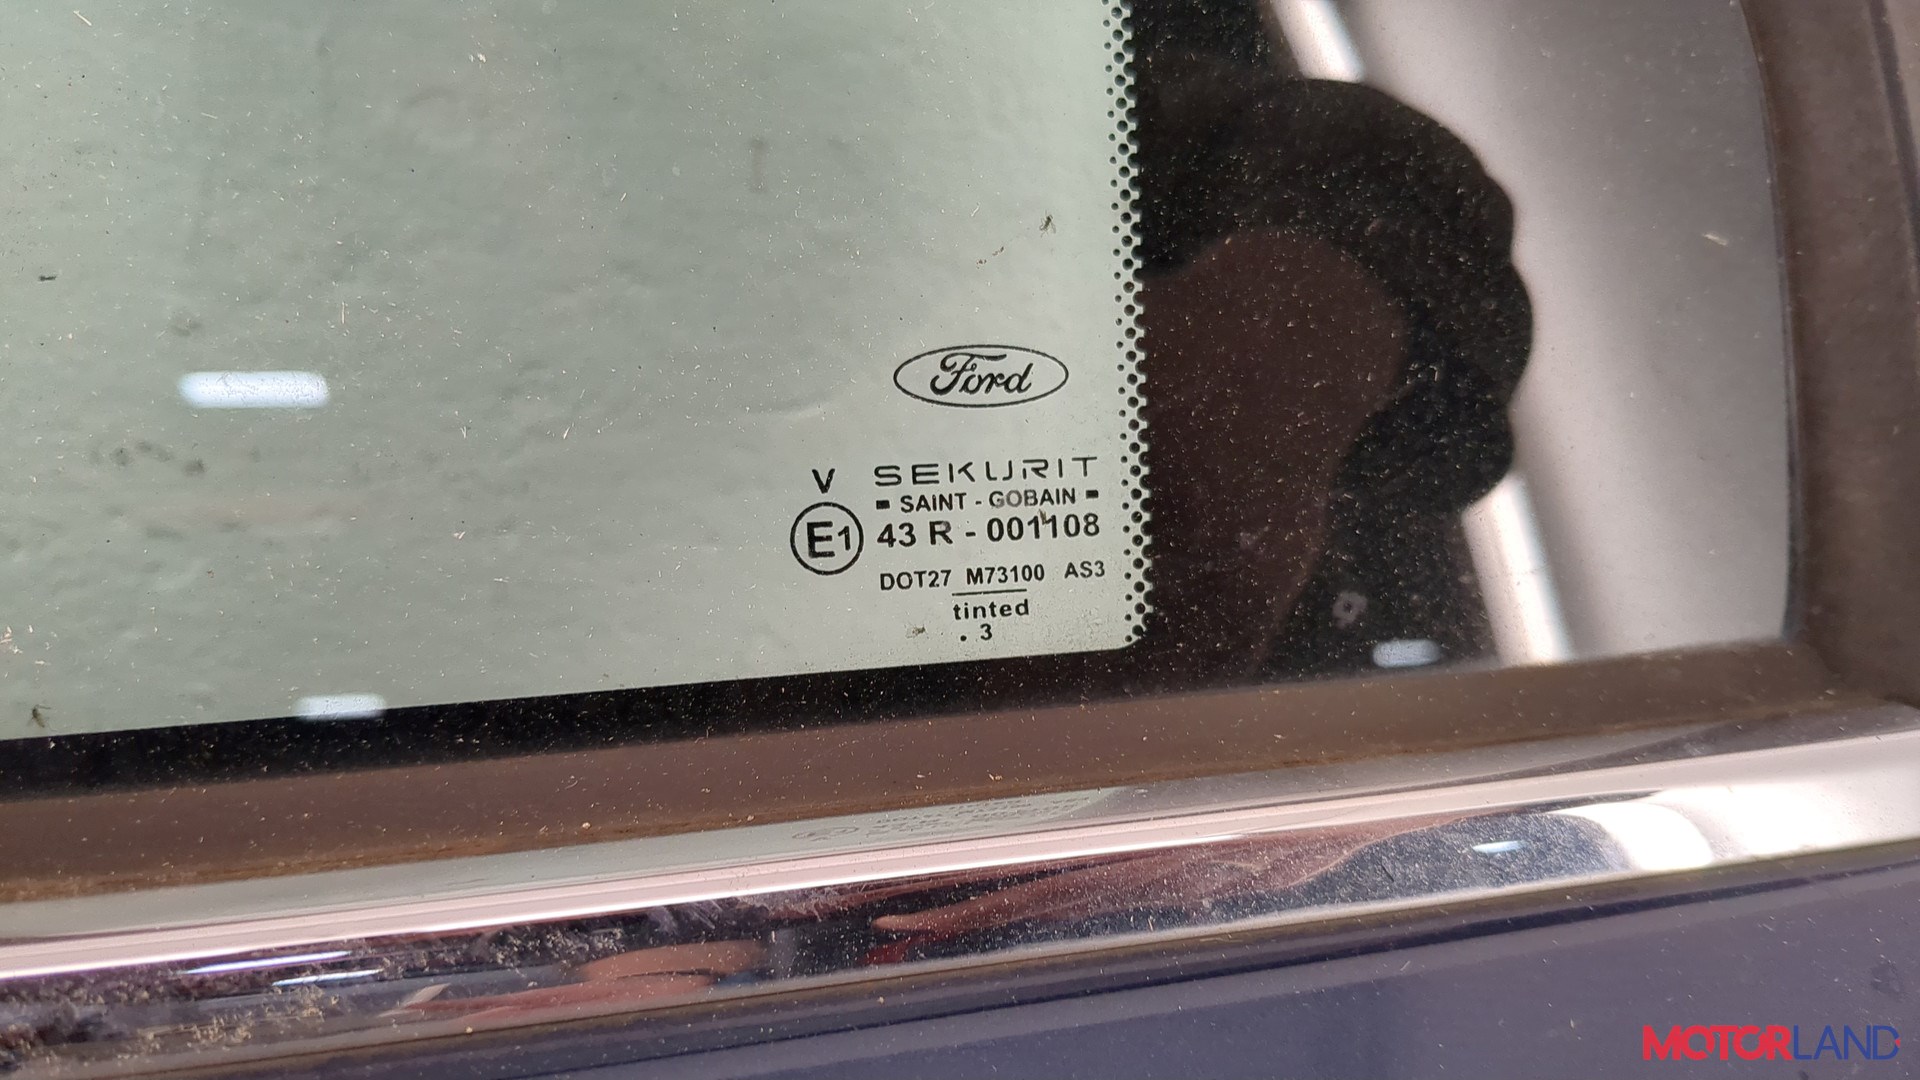 Ford
V SEKURIT
SAINT - GOBAIN
E1 43 R - 001108
DOT27 M73100 AS3
tinted
. 3
MOTORLAND